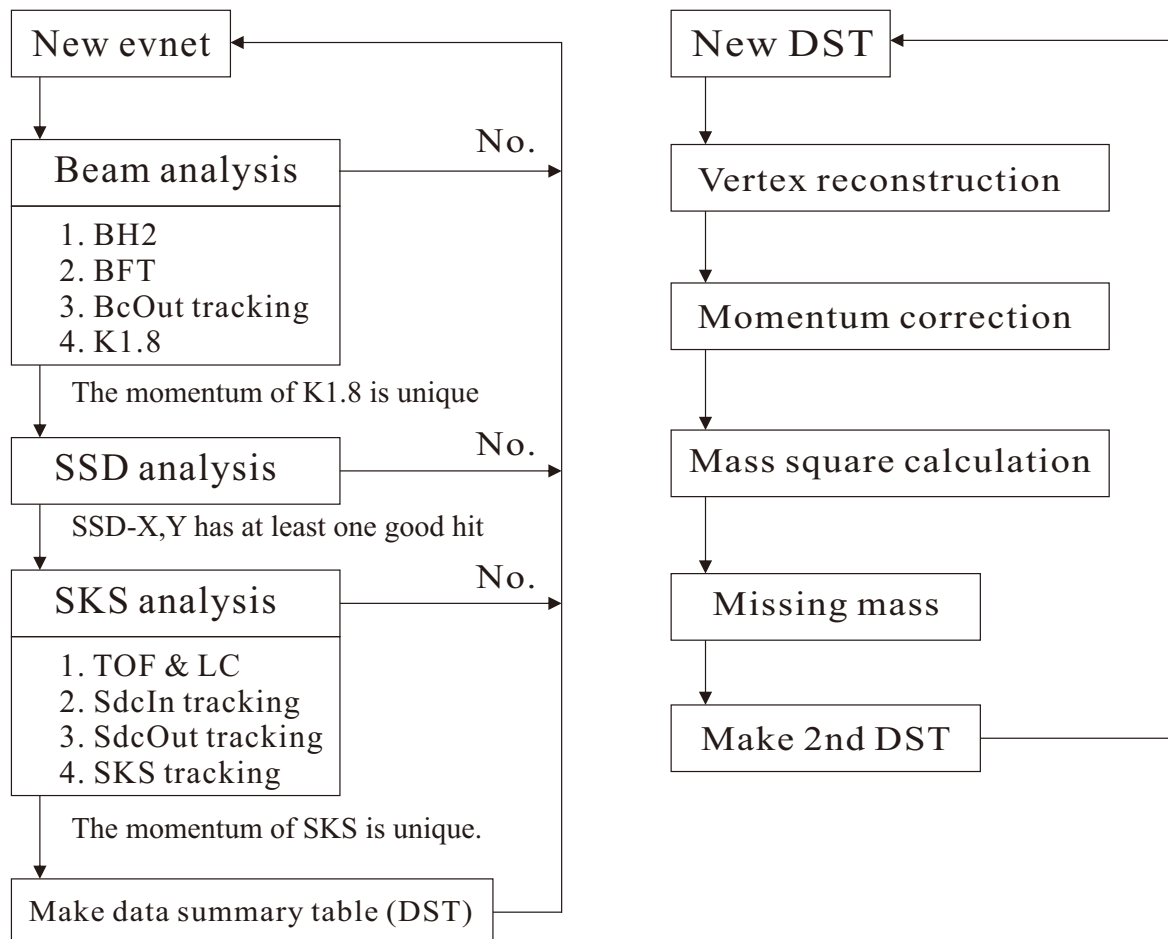 New evnet
No.
Beam analysis
1. BH2
2. BFT
3. BcOut tracking
4. K1.8
The momentum of K1.8 is unique
No.
SSD analysis
SSD-X,Y has at least one good hit
No.
SKS analysis
1. TOF & LC
2. SdcIn tracking
3. SdcOut tracking
4. SKS tracking
The momentum of SKS is unique.
Make data summary table (DST)
New DST
Vertex reconstruction
Momentum correction
Mass square calculation
Missing mass
Make 2nd DST